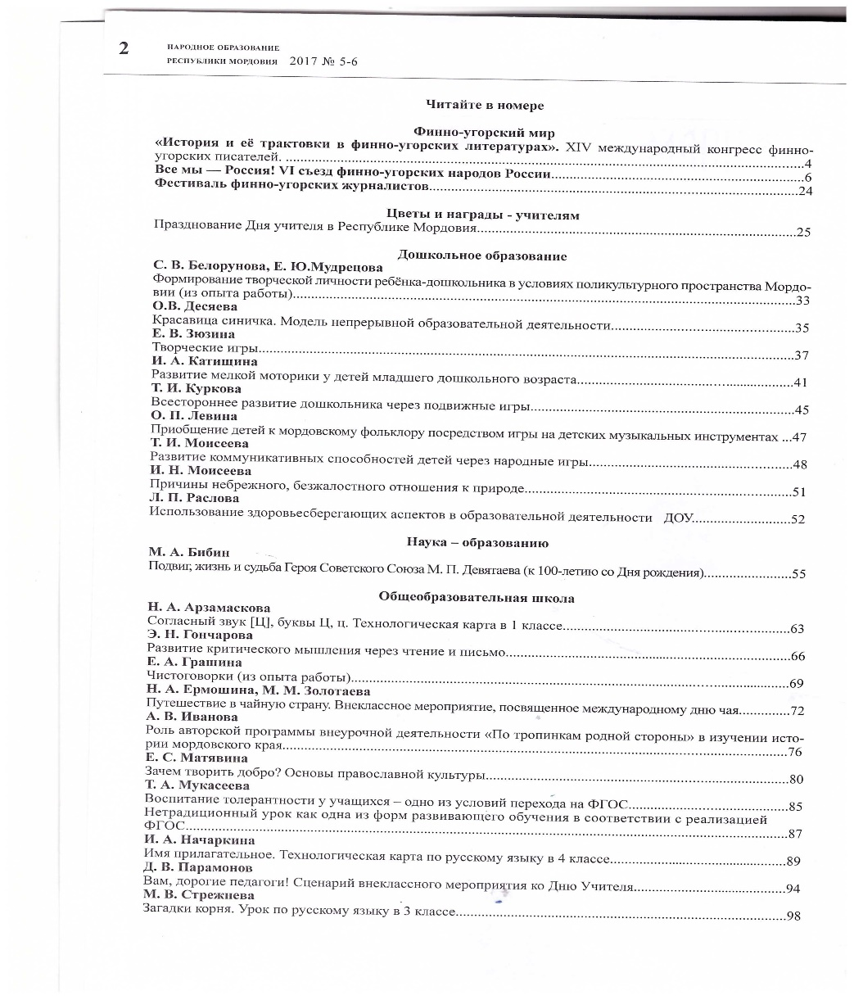 2
НАРОДНОЕ ОБРАЗОВАНИЕ
РЕСПУБЛИКИ МОРДОВИЯ 2017 № 5-6
Читайте в номере
Финно-угорский мир
«История и её трактовки в финно-угорских литературах». XIV международный конгресс финно-
угорских писателей. ...4
Все мы — Россия! VI съезд финно-угорских народов России...6
Фестиваль финно-угорских журналистов...24
Цветы и награды - учителям
Празднование Дня учителя в Республике Мордовия...25
Дошкольное образование
С. В. Белорунова, Е. Ю.Мудрецова
Формирование творческой личности ребёнка-дошкольника в условиях поликультурного пространства Мордо-
вии (из опыта работы)...33
О.В. Десяева
Красавица синичка. Модель непрерывной образовательной деятельности...35
Е. В. Зюзина
Творческие игры...37
И. А. Катишина
Развитие мелкой моторики у детей младшего дошкольного возраста...41
Т. И. Куркова
Всестороннее развитие дошкольника через подвижные игры...45
О. П. Левина
Приобщение детей к мордовскому фольклору посредством игры на детских музыкальных инструментах ...47
Т. И. Моисеева
Развитие коммуникативных способностей детей через народные игры...48
И. Н. Моисеева
Причины небрежного, безжалостного отношения к природе...51
Л. П. Раслова
Использование здоровьесберегающих аспектов в образовательной деятельности ДОУ...52
Наука – образованию
М. А. Бибин
Подвиг, жизнь и судьба Героя Советского Союза М. П. Девятаева (к 100-летию со Дня рождения)...55
Общеобразовательная школа
Н. А. Арзамаскова
Согласный звук [Ц], буквы Ц, ц. Технологическая карта в 1 классе...63
Э. Н. Гончарова
Развитие критического мышления через чтение и письмо...66
Е. А. Грашина
Чистоговорки (из опыта работы)...69
Н. А. Ермошина, М. М. Золотаева
Путешествие в чайную страну. Внеклассное мероприятие, посвященное международному дню чая...72
А. В. Иванова
Роль авторской программы внеурочной деятельности «По тропинкам родной стороны» в изучении исто-
рии мордовского края...76
Е. С. Матявина
Зачем творить добро? Основы православной культуры...80
Т. А. Мукасеева
Воспитание толерантности у учащихся – одно из условий перехода на ФГОС...85
Нетрадиционный урок как одна из форм развивающего обучения в соответствии с реализацией
ФГОС...87
И. А. Начаркина
Имя прилагательное. Технологическая карта по русскому языку в 4 классе...89
Д. В. Парамонов
Вам, дорогие педагоги! Сценарий внеклассного мероприятия ко Дню Учителя...94
М. В. Стрежнева
Загадки корня. Урок по русскому языку в 3 классе...98